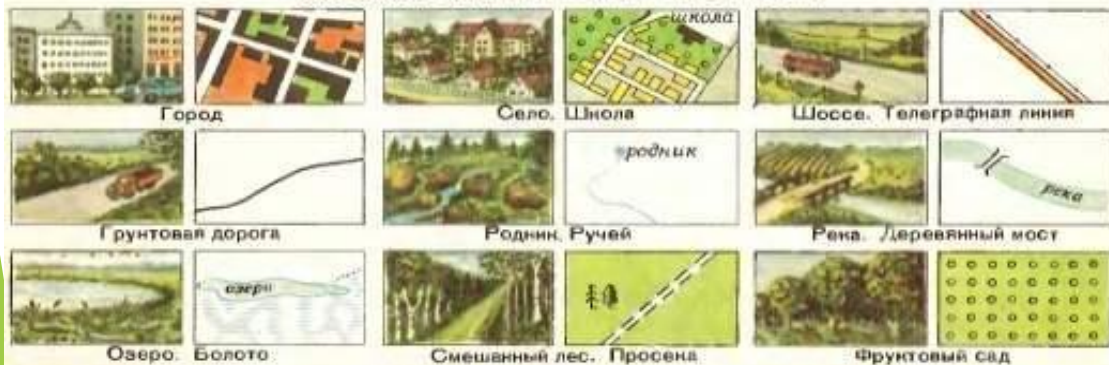 школа
Город
Село. Школа
Шоссе. Телеграфная линия
родник
река
Грунтовая дорога
Родник. Ручей
Река. Деревянный мост
озеро
Озеро. Болото
Смешанный лес. Просека
Фруктовый сад